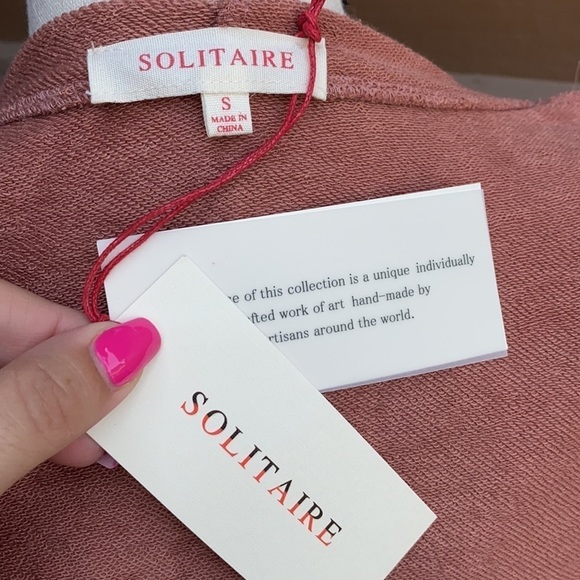 SOLITAIRE
S
MADE IN
CHINA
of this collection is a unique individually
work of art hand-made by
around the world.
SOLITAIRE